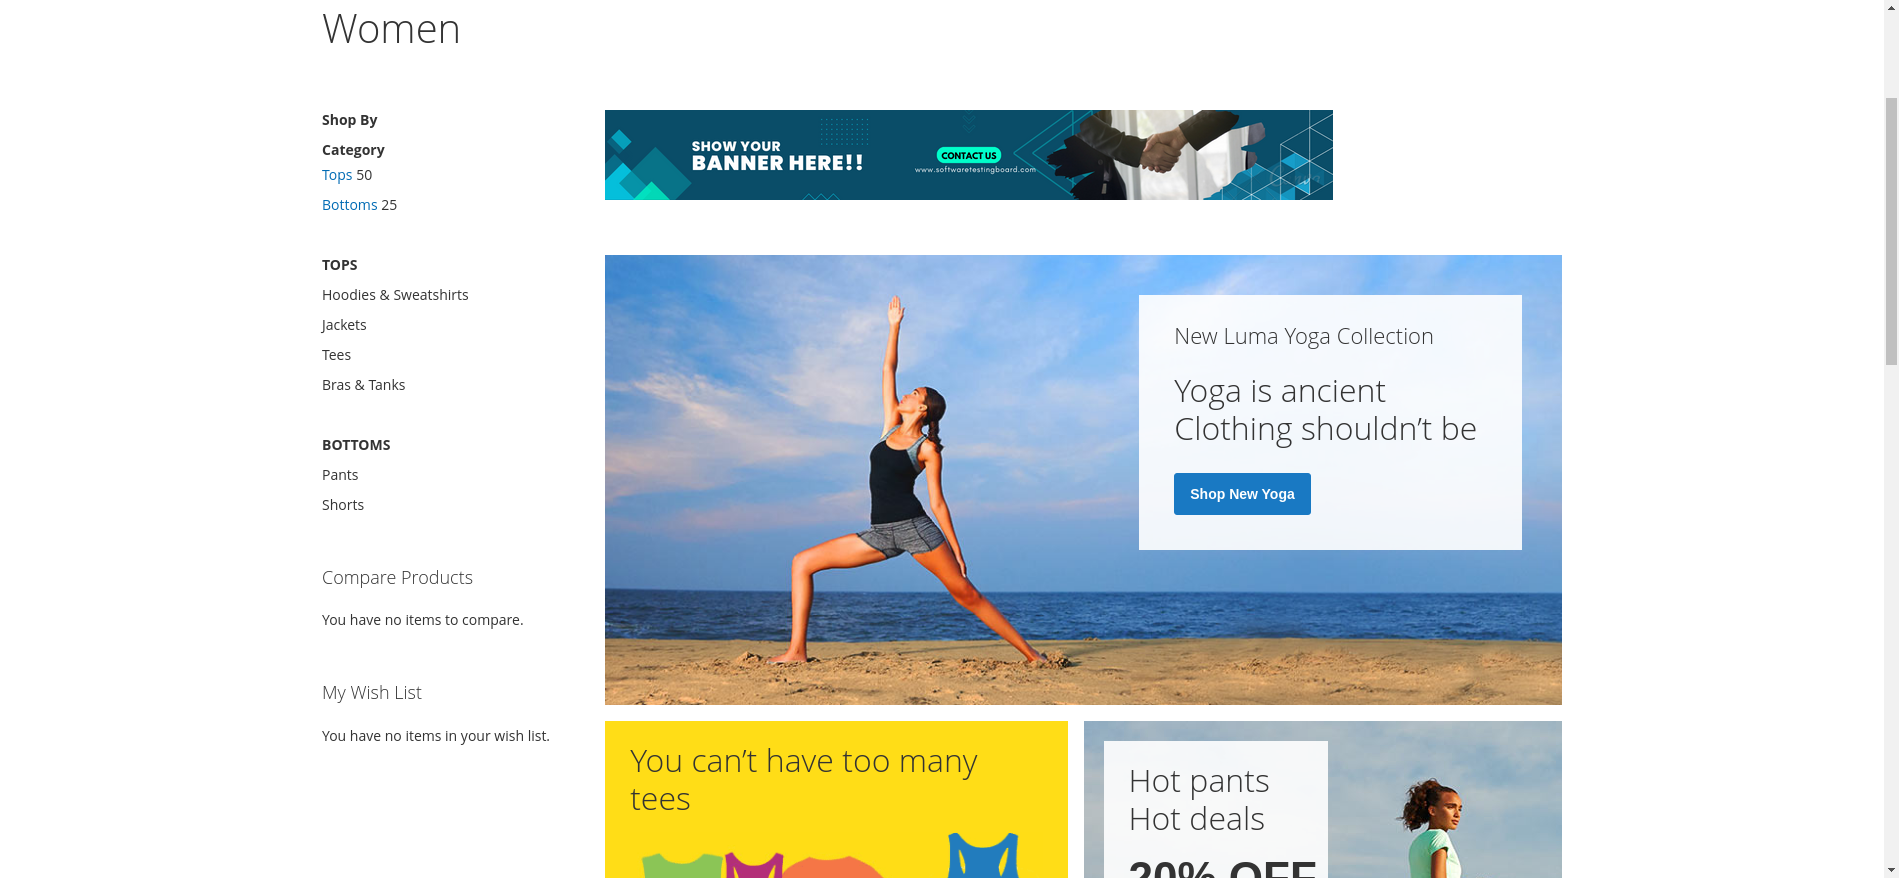 Women
Shop By
Category
Tops 50
Bottoms 25
TOPS
Hoodies & Sweatshirts
Jackets
Tees
Bras & Tanks
BOTTOMS
Pants
Shorts
Compare Products
You have no items to compare.
My Wish List
You have no items in your wish list.
SHOW YOUR
BANNER HERE!!
CONTACT US
www.softwaretestingboard.com
New Luma Yoga Collection
Yoga is ancient
Clothing shouldn’t be
Shop New Yoga
You can’t have too many
tees
Hot pants
Hot deals
20% OFF